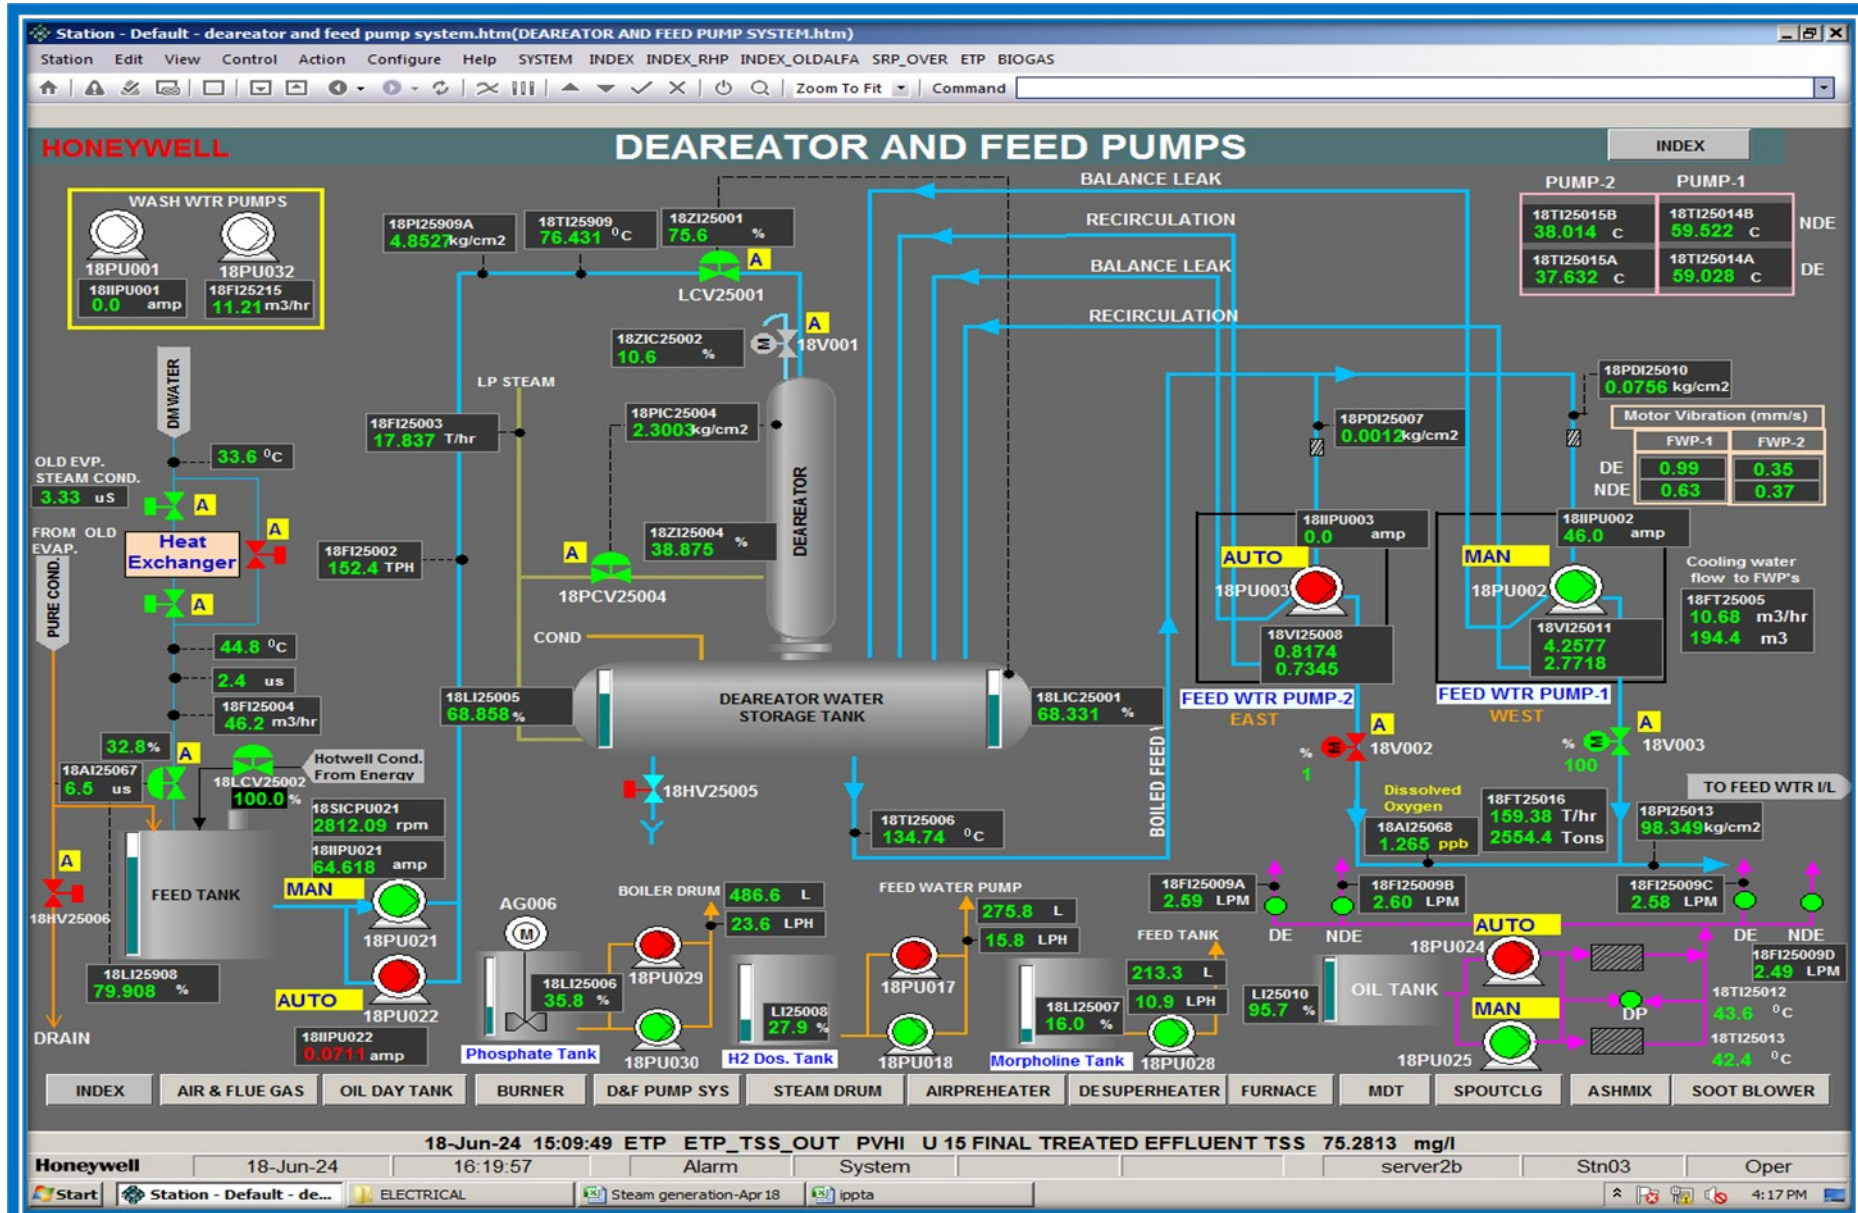 Station - Default - deareator and feed pump system.htm(DEAREATOR AND FEED PUMP SYSTEM.htm)
Station Edit View Control Action Configure Help SYSTEM INDEX INDEX_RHP INDEX_OLDALFA SRP_OVER ETP BIOGAS
Zoom To Fit Command
HONEYWELL
DEAREATOR AND FEED PUMPS
INDEX
WASH WTR PUMPS
18PU001 18PU032
18IIPU001
0.0 amp
18FI25215
11.21 m3/hr
18PI25909A
4.8527kg/cm2
18TI25909
76.431 ⁰C
18ZI25001
75.6 %
A
LCV25001
BALANCE LEAK
RECIRCULATION
BALANCE LEAK
RECIRCULATION
PUMP-2 PUMP-1
18TI25015B
38.014 C
18TI25014B
59.522 C
NDE
18TI25015A
37.632 C
18TI25014A
59.028 C
DE
18ZIC25002
10.6 %
A
M
18V001
DMWATER
LP STEAM
18FI25003
17.837 T/hr
18PIC25004
2.3003kg/cm2
18PDI25007
0.0012kg/cm2
18PDI25010
0.0756 kg/cm2
Motor Vibration (mm/s)
FWP-1 FWP-2
DE 0.99 0.35
NDE 0.63 0.37
33.6 ⁰C
OLD EVP.
STEAM COND.
3.33 uS
A
A
FROM OLD
EVAP.
Heat
Exchanger
A
PURE COND.
18FI25002
152.4 TPH
18ZI25004
38.875 %
A
18PCV25004
DEAREATOR
18IIPU003
0.0 amp
AUTO
18PU003
18VI25008
0.8174
0.7345
FEED WTR PUMP-2
EAST
18IIPU002
46.0 amp
MAN
18PU002
18VI25011
4.2577
2.7718
FEED WTR PUMP-1
WEST
Cooling water
flow to FWP's
18FT25005
10.68 m3/hr
194.4 m3
44.8 ⁰C
2.4 us
18FI25004
46.2 m3/hr
COND
18LI25005
68.858 %
DEAREATOR WATER
STORAGE TANK
18LIC25001
68.331 %
BOILED FEED
32.8%
A
18AI25067
6.5 us
18LCV25002
100.0 %
Hotwell Cond.
From Energy
18HV25005
% M A
18V002
1
% M A
18V003
100
TO FEED WTR I/L
18SICPU021
2812.09 rpm
18IIPU021
64.618 amp
18TI25006
134.74 ⁰C
Dissolved
Oxygen
18AI25068
1.265 ppb
18FT25016
159.38 T/hr
2554.4 Tons
18PI25013
98.349kg/cm2
A
18HV25006
FEED TANK
MAN
18PU021
AUTO
18PU022
18LI25908
79.908 %
18IIPU022
0.0711 amp
DRAIN
AG006
M
18LI25006
35.8 %
Phosphate Tank
BOILER DRUM
486.6 L
23.6 LPH
18PU029
18PU030
LI25008
27.9 %
H2 Dos. Tank
FEED WATER PUMP
275.8 L
15.8 LPH
18PU017
18PU018
18LI25007
16.0 %
Morpholine Tank
FEED TANK
213.3 L
10.9 LPH
18PU028
18FI25009A
2.59 LPM
18FI25009B
2.60 LPM
18FI25009C
2.58 LPM
DE NDE
DE NDE
18FI25009D
2.49 LPM
LI25010
95.7 %
OIL TANK
AUTO
18PU024
MAN
18PU025
DP
18TI25012
43.6 ⁰C
18TI25013
42.4 ⁰C
INDEX AIR & FLUE GAS OIL DAY TANK BURNER D&F PUMP SYS STEAM DRUM AIRPREHEATER DESUPERHEATER FURNACE MDT SPOUTCLG ASHMIX SOOT BLOWER
18-Jun-24 15:09:49 ETP ETP_TSS_OUT PVHI U 15 FINAL TREATED EFFLUENT TSS 75.2813 mg/l
Honeywell 18-Jun-24 16:19:57 Alarm System server2b Stn03 Oper
Start Station - Default - de... ELECTRICAL Steam generation-Apr 18 ippta 4:17 PM